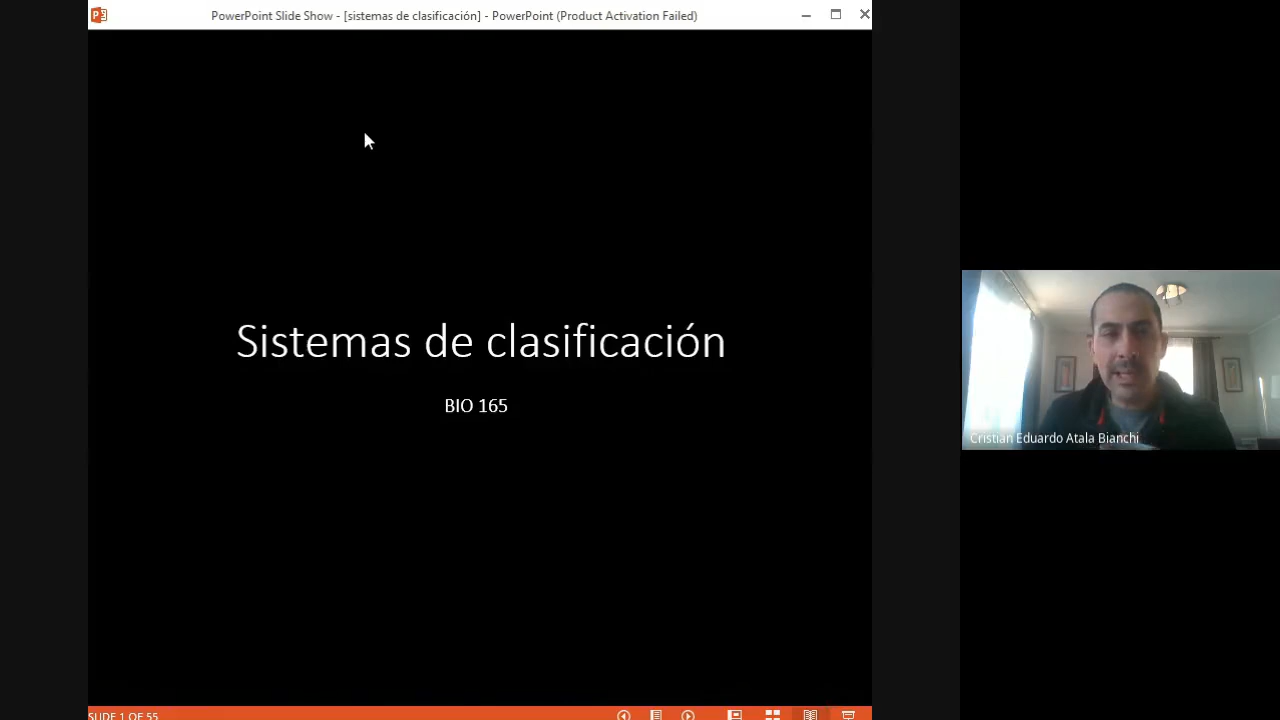 PowerPoint Slide Show - [sistemas de clasificación] - PowerPoint (Product Activation Failed)
Sistemas de clasificación
BIO 165
Cristian Eduardo Atala Bianchi
SLIDE 1 OF 55